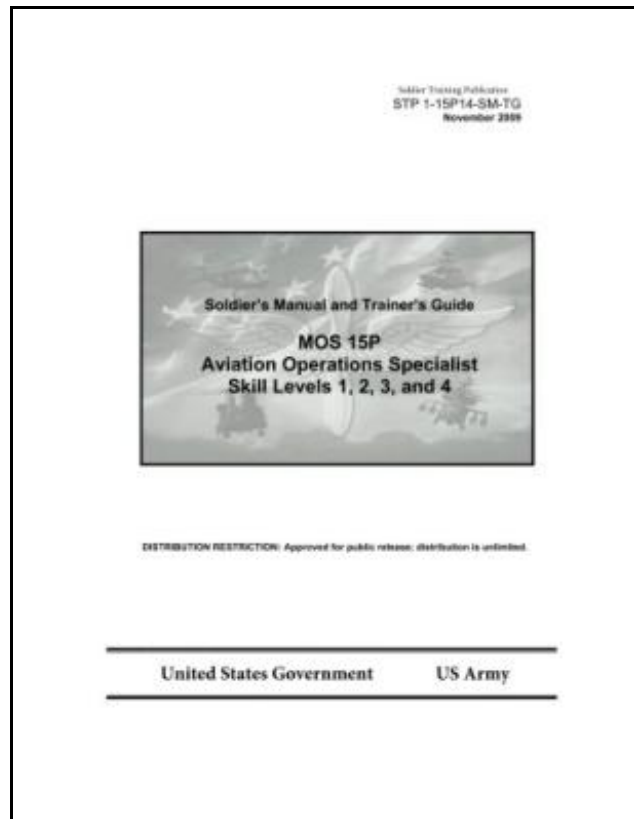 Soldier Training Publication
STP 1-15P14-SM-TG
November 2009
Soldier's Manual and Trainer's Guide
MOS 15P
Aviation Operations Specialist
Skill Levels 1, 2, 3, and 4
DISTRIBUTION RESTRICTION: Approved for public release; distribution is unlimited.
United States Government US Army